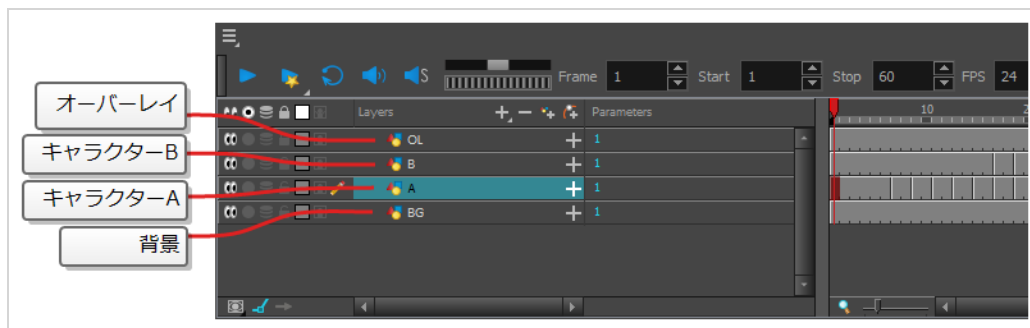 S Frame 1 Start 1 Stop 60 FPS 24
オーバーレイ
Layers Parameters 10
OL 1
キャラクターB
B 1
キャラクターA
A 1
背景
BG 1